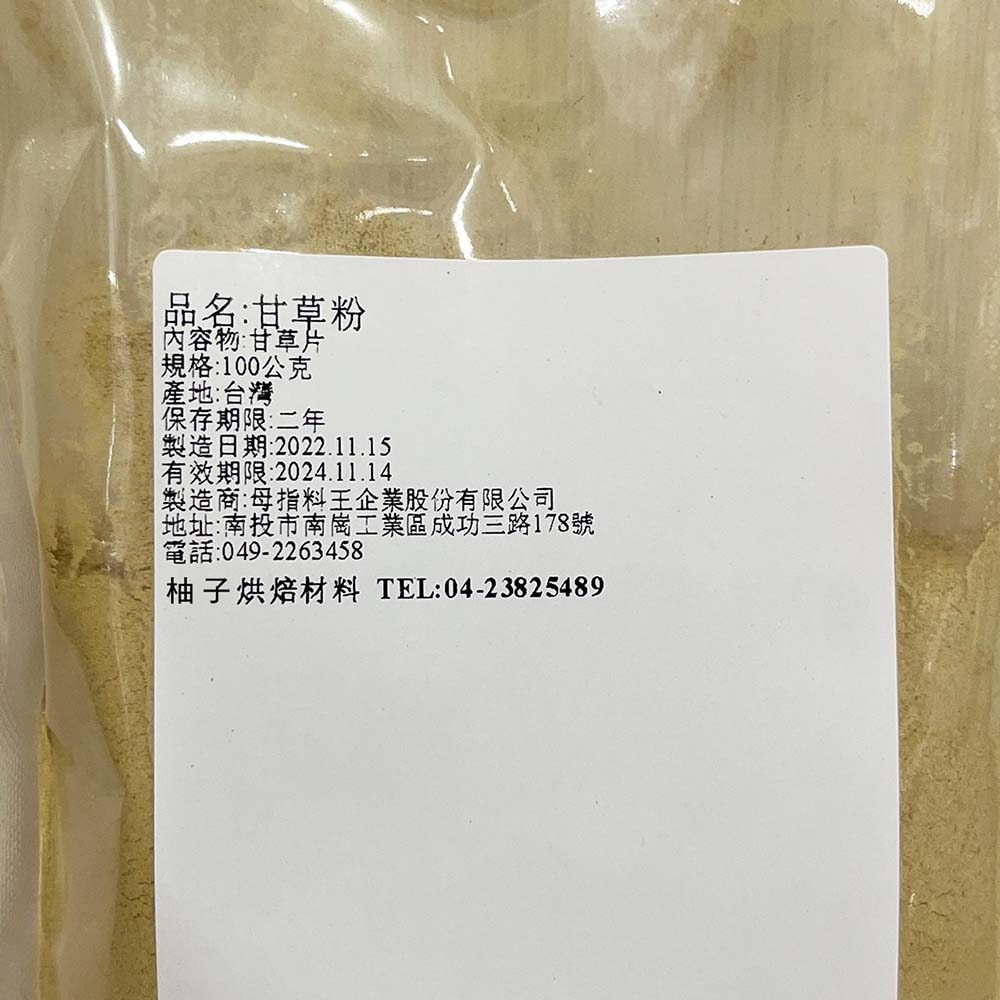 品名:甘草粉
內容物:甘草片
規格:100公克
產地:台灣
保存期限:二年
製造日期:2022.11.15
有效期限:2024.11.14
製造商:母指料王企業股份有限公司
地址:南投市南崗工業區成功三路178號
電話:049-2263458
柚子烘焙材料 TEL:04-23825489